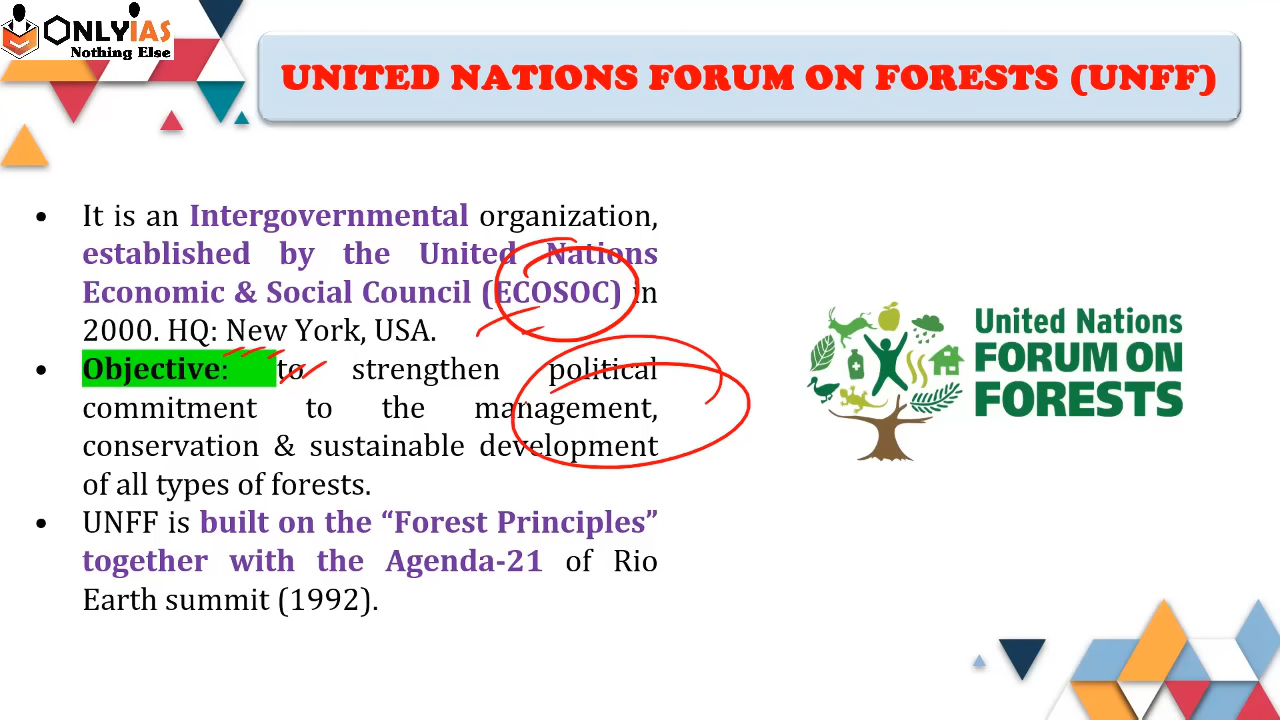 ONLYIAS
Nothing Else
UNITED NATIONS FORUM ON FORESTS (UNFF)
• It is an Intergovernmental organization,
established by the United Nations
Economic & Social Council (ECOSOC) in
2000. HQ: New York, USA.
• Objective: to strengthen political
commitment to the management,
conservation & sustainable development
of all types of forests.
• UNFF is built on the “Forest Principles”
together with the Agenda-21 of Rio
Earth summit (1992).
United Nations
FORUM ON
FORESTS